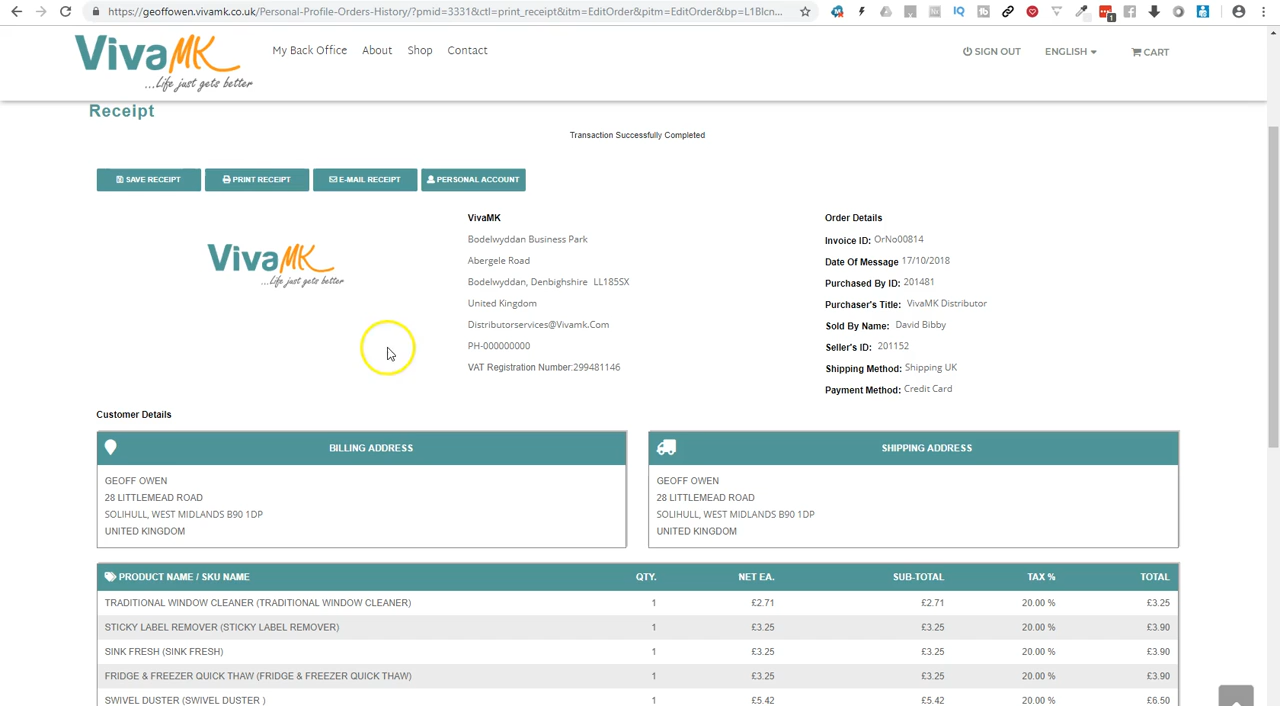 https://geoffowen.vivamk.co.uk/Personal-Profile-Orders-History/?pmid=3331&ctl=print_receipt&itm=EditOrder&pitm=EditOrder&bp=L1Blcn...
VivaMK
...Life just gets better
My Back Office About Shop Contact
SIGN OUT ENGLISH CART
Receipt
Transaction Successfully Completed
SAVE RECEIPT PRINT RECEIPT E-MAIL RECEIPT PERSONAL ACCOUNT
VivaMK
...Life just gets better
VivaMK
Bodelwyddan Business Park
Abergele Road
Bodelwyddan, Denbighshire LL185SX
United Kingdom
Distributorservices@Vivamk.Com
PH-000000000
VAT Registration Number:299481146
Order Details
Invoice ID: OrNo00814
Date Of Message 17/10/2018
Purchased By ID: 201481
Purchaser's Title: VivaMK Distributor
Sold By Name: David Bibby
Seller's ID: 201152
Shipping Method: Shipping UK
Payment Method: Credit Card
Customer Details
BILLING ADDRESS
GEOFF OWEN
28 LITTLEMEAD ROAD
SOLIHULL, WEST MIDLANDS B90 1DP
UNITED KINGDOM
SHIPPING ADDRESS
GEOFF OWEN
28 LITTLEMEAD ROAD
SOLIHULL, WEST MIDLANDS B90 1DP
UNITED KINGDOM
PRODUCT NAME / SKU NAME QTY. NET EA. SUB-TOTAL TAX % TOTAL
TRADITIONAL WINDOW CLEANER (TRADITIONAL WINDOW CLEANER) 1 £2.71 £2.71 20.00 % £3.25
STICKY LABEL REMOVER (STICKY LABEL REMOVER) 1 £3.25 £3.25 20.00 % £3.90
SINK FRESH (SINK FRESH) 1 £3.25 £3.25 20.00 % £3.90
FRIDGE & FREEZER QUICK THAW (FRIDGE & FREEZER QUICK THAW) 1 £3.25 £3.25 20.00 % £3.90
SWIVEL DUSTER (SWIVEL DUSTER ) 1 £5.42 £5.42 20.00 % £6.50